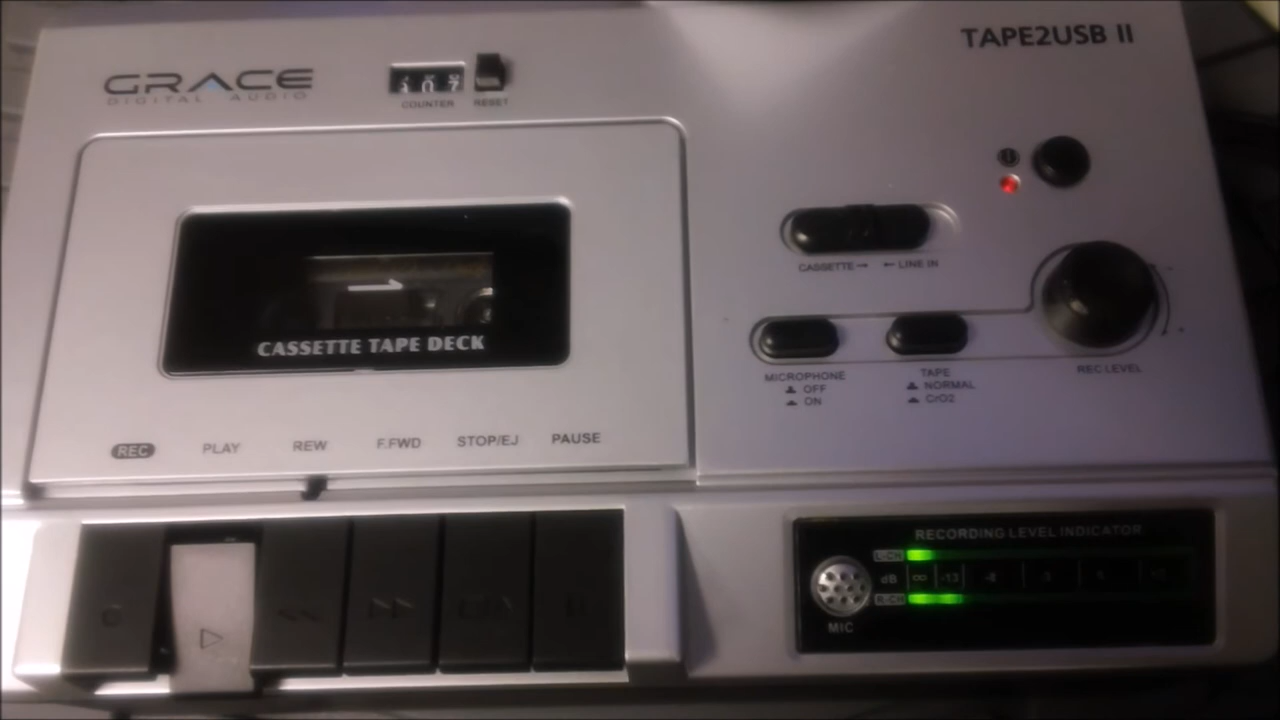 TAPE2USB II
GRACE
DIGITAL AUDIO
107
COUNTER
RESET
CASSETTE→ ←LINE IN
CASSETTE TAPE DECK
MICROPHONE
OFF
ON
TAPE
NORMAL
CrO2
REC LEVEL
REC PLAY REW F.FWD STOP/EJ PAUSE
RECORDING LEVEL INDICATOR
L-CH
dB ∞ -13
R-CH
MIC